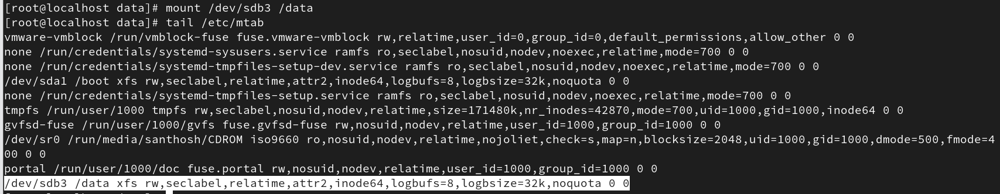 [root@localhost data]# mount /dev/sdb3 /data
[root@localhost data]# tail /etc/mtab
vmware-vmblock /run/vmblock-fuse fuse.vmware-vmblock rw,relatime,user_id=0,group_id=0,default_permissions,allow_other 0 0
none /run/credentials/systemd-sysusers.service ramfs ro,seclabel,nosuid,nodev,noexec,relatime,mode=700 0 0
none /run/credentials/systemd-tmpfiles-setup-dev.service ramfs ro,seclabel,nosuid,nodev,noexec,relatime,mode=700 0 0
/dev/sda1 /boot xfs rw,seclabel,relatime,attr2,inode64,logbufs=8,logbsize=32k,noquota 0 0
none /run/credentials/systemd-tmpfiles-setup.service ramfs ro,seclabel,nosuid,nodev,noexec,relatime,mode=700 0 0
tmpfs /run/user/1000 tmpfs rw,seclabel,nosuid,nodev,relatime,size=171480k,nr_inodes=42870,mode=700,uid=1000,gid=1000,inode64 0 0
gvfsd-fuse /run/user/1000/gvfs fuse.gvfsd-fuse rw,nosuid,nodev,relatime,user_id=1000,group_id=1000 0 0
/dev/sr0 /run/media/santhosh/CDROM iso9660 ro,nosuid,nodev,relatime,nojoliet,check=s,map=n,blocksize=2048,uid=1000,gid=1000,dmode=500,fmode=4
00 0 0
portal /run/user/1000/doc fuse.portal rw,nosuid,nodev,relatime,user_id=1000,group_id=1000 0 0
/dev/sdb3 /data xfs rw,seclabel,relatime,attr2,inode64,logbufs=8,logbsize=32k,noquota 0 0